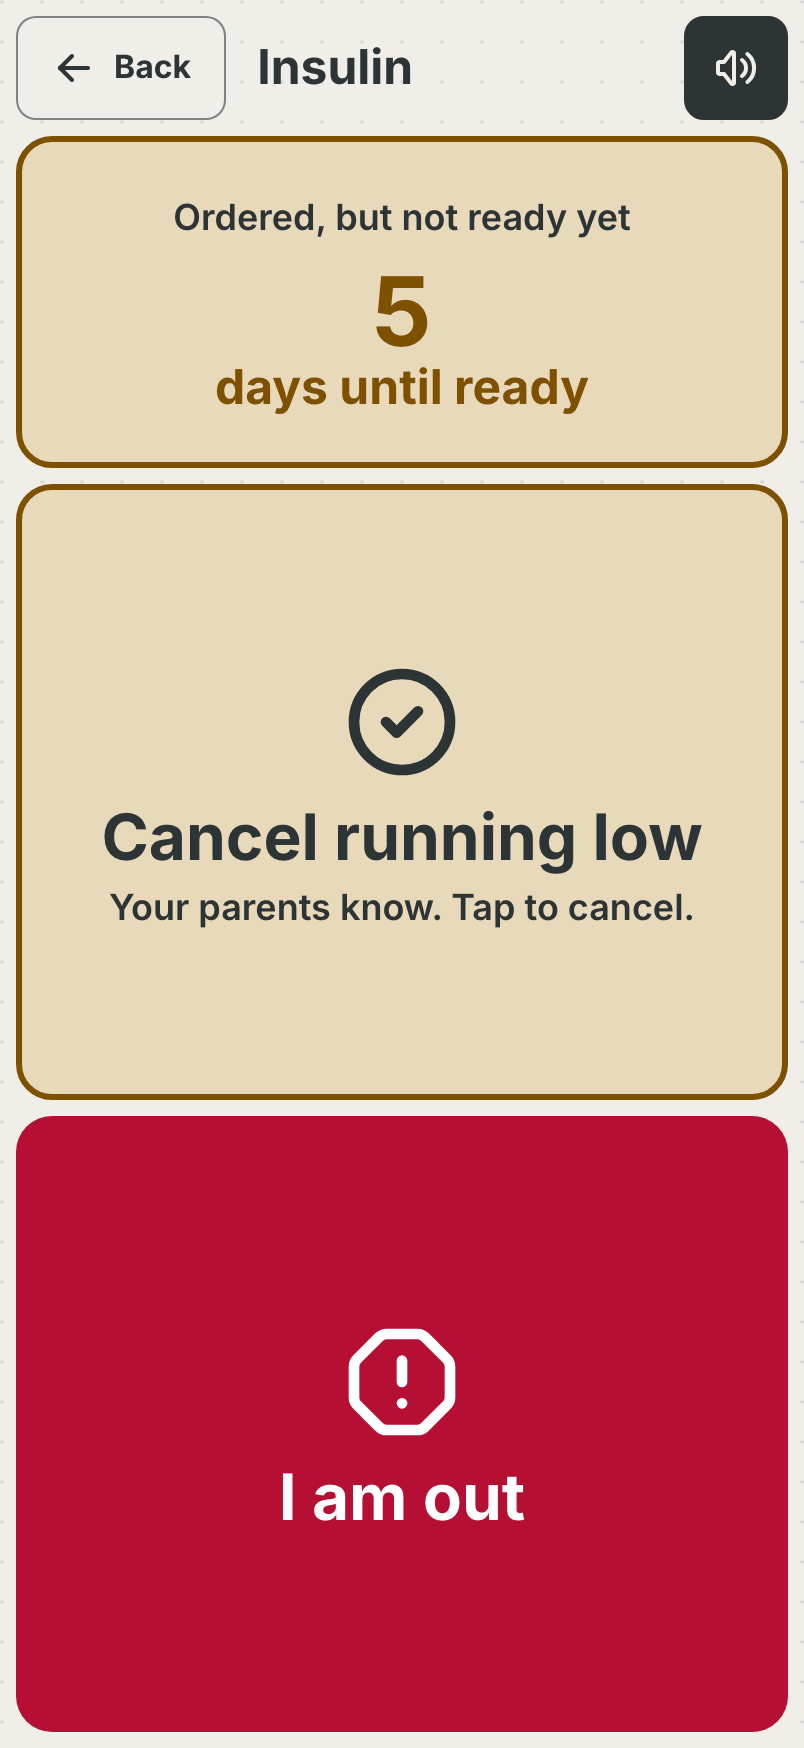 Back
Insulin
Ordered, but not ready yet
5
days until ready
Cancel running low
Your parents know. Tap to cancel.
I am out